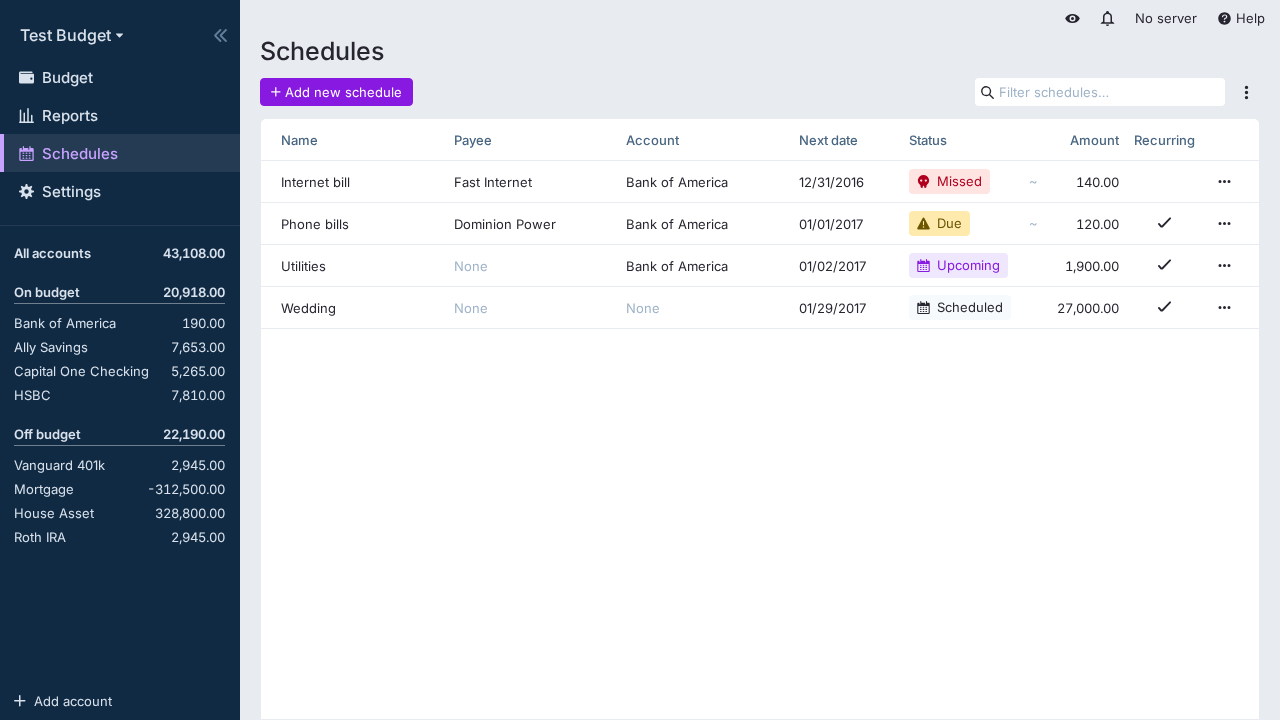 Test Budget
Budget
Reports
Schedules
Settings
All accounts 43,108.00
On budget 20,918.00
Bank of America 190.00
Ally Savings 7,653.00
Capital One Checking 5,265.00
HSBC 7,810.00
Off budget 22,190.00
Vanguard 401k 2,945.00
Mortgage -312,500.00
House Asset 328,800.00
Roth IRA 2,945.00
Add account
No server Help
Schedules
Add new schedule
Filter schedules...
Name Payee Account Next date Status Amount Recurring
Internet bill Fast Internet Bank of America 12/31/2016 Missed ~ 140.00
Phone bills Dominion Power Bank of America 01/01/2017 Due ~ 120.00
Utilities None Bank of America 01/02/2017 Upcoming 1,900.00
Wedding None None 01/29/2017 Scheduled 27,000.00